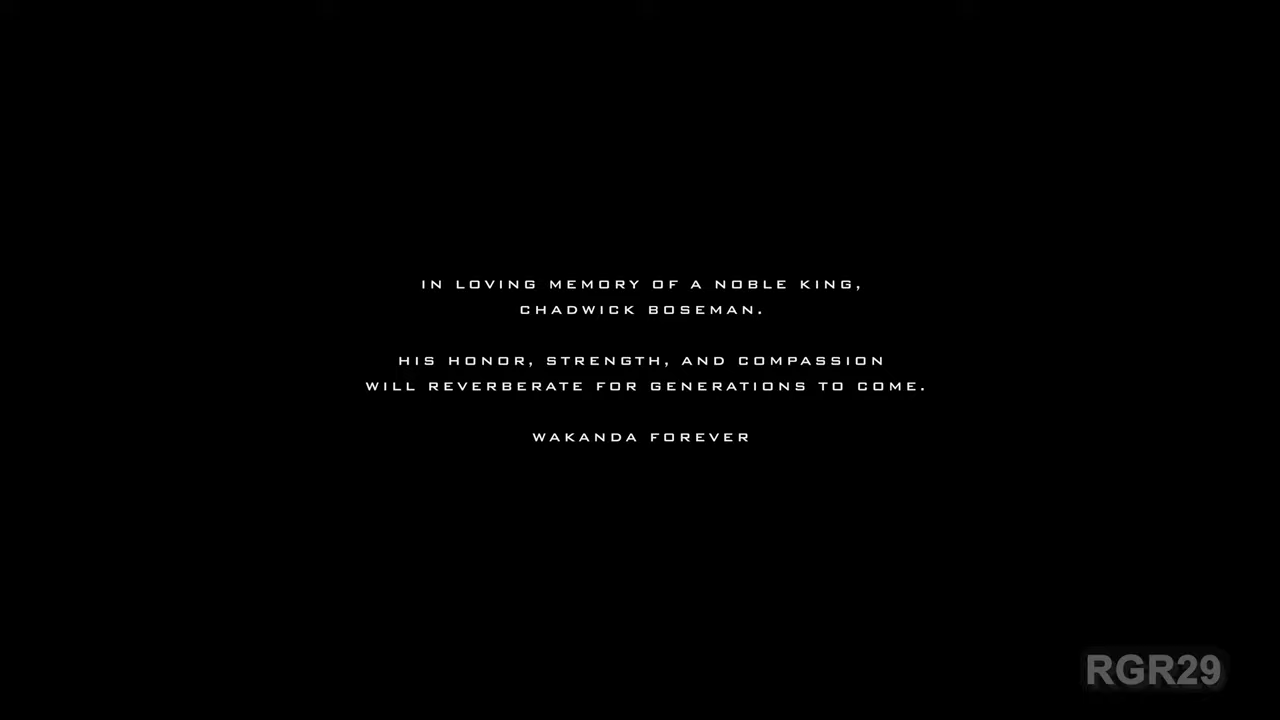 IN LOVING MEMORY OF A NOBLE KING,
CHADWICK BOSEMAN.
HIS HONOR, STRENGTH, AND COMPASSION
WILL REVERBERATE FOR GENERATIONS TO COME.
WAKANDA FOREVER
RGR29